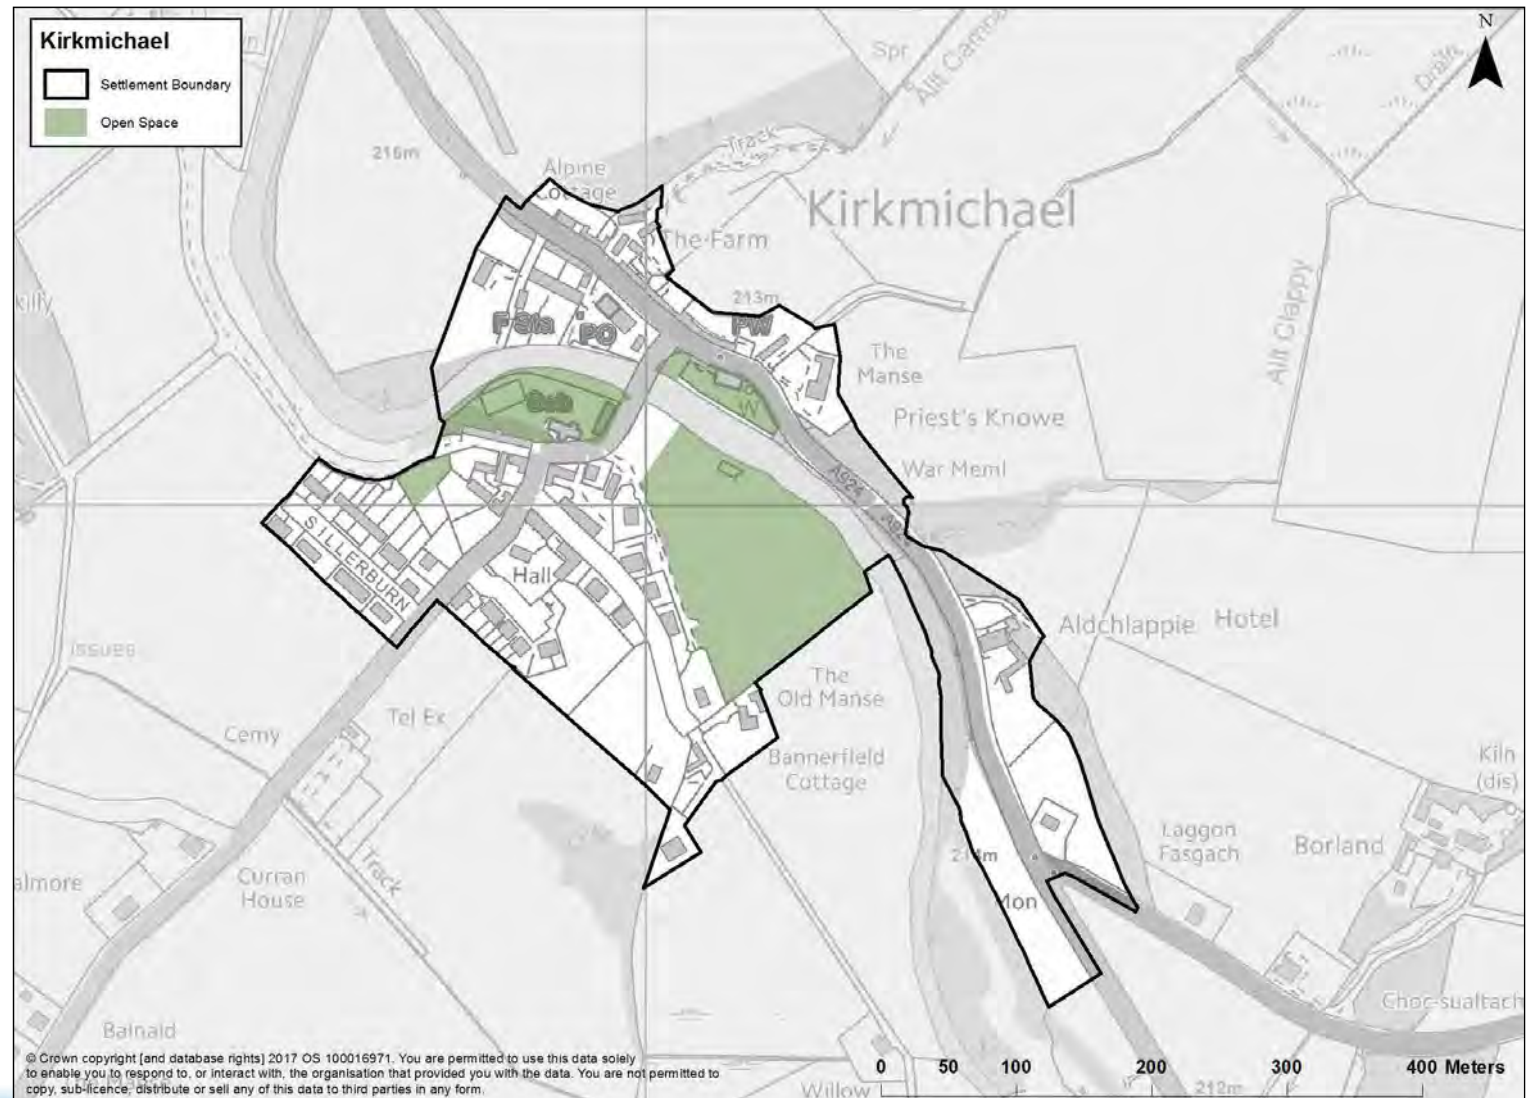 Kirkmichael
Settlement Boundary
Open Space
N
Spr
Drain
216m
Track
Alpine
Cottage
Kirkmichael
The Farm
213m
killy
Allt Clappy
F Sta
PO
PW
The
Manse
Sch
W
Priest's Knowe
War Meml
A924
SILLERBURN
Hall
Aldchlappie Hotel
Issues
The
Old Manse
Tel Ex
Cemy
Bannerfield
Cottage
Kiln
(dis)
Laggon
Fasgach
Borland
214m
almore
Curran
House
Track
Mon
Balnald
Choc-sualtach
© Crown copyright [and database rights] 2017 OS 100016971. You are permitted to use this data solely
to enable you to respond to, or interact with, the organisation that provided you with the data. You are not permitted to
copy, sub-licence, distribute or sell any of this data to third parties in any form.
0 50 100 200 300 400 Meters
Willow
212m